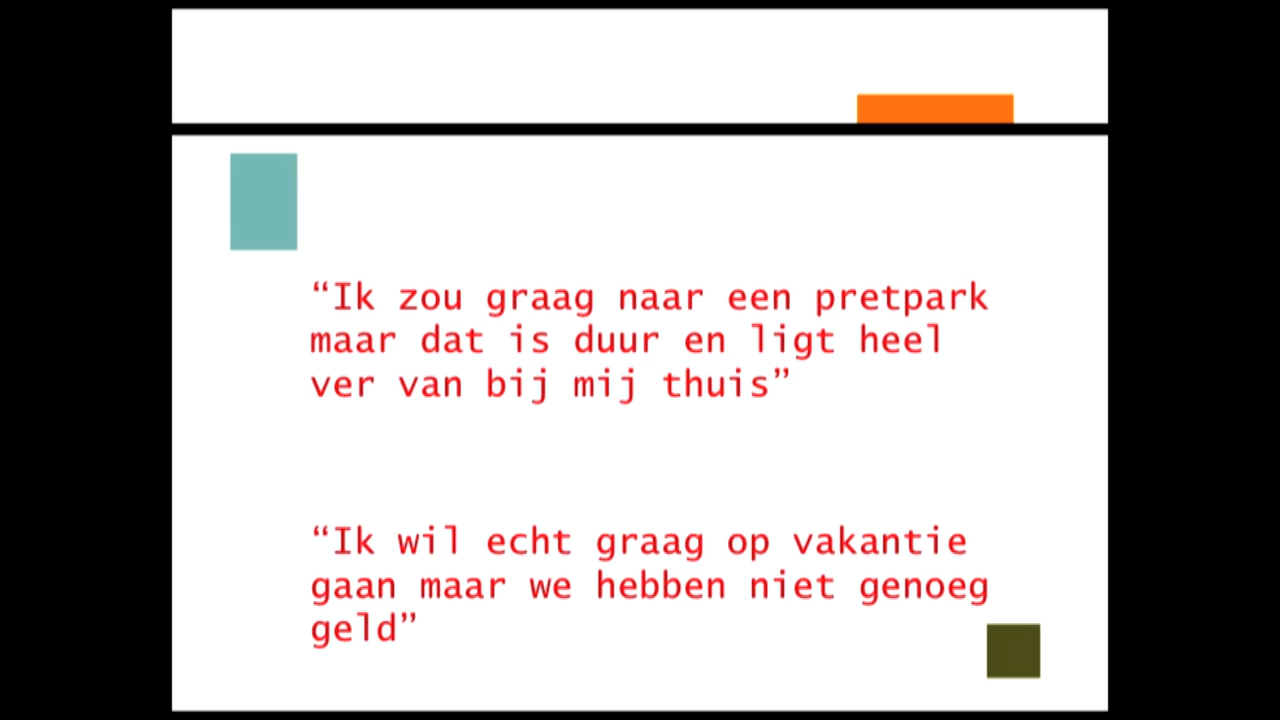 “Ik zou graag naar een pretpark
maar dat is duur en ligt heel
ver van bij mij thuis”
“Ik wil echt graag op vakantie
gaan maar we hebben niet genoeg
geld”